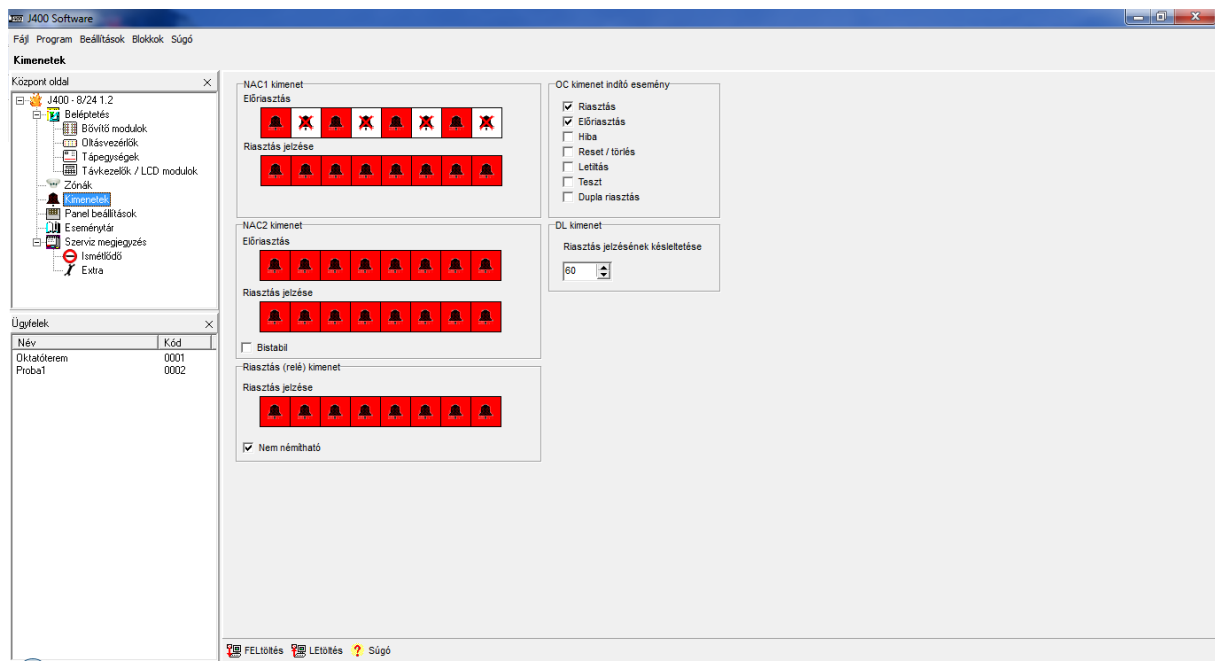 J400 Software
Fájl Program Beállítások Blokkok Súgó
Kimenetek
Központ oldal
J400 - 8/24 1.2
Beléptetés
Bővítő modulok
Oltásvezérlők
Tápegységek
Távkezelők / LCD modulok
Zónák
Kimenetek
Panel beállítások
Eseménytár
Szerviz megjegyzés
Ismétlődő
Extra
Ügyfelek
Név Kód
Oktatóterem 0001
Proba1 0002
NAC1 kimenet
Előriasztás
Riasztás jelzése
NAC2 kimenet
Előriasztás
Riasztás jelzése
Bistabil
Riasztás (relé) kimenet
Riasztás jelzése
Nem némítható
OC kimenet indító esemény
Riasztás
Előriasztás
Hiba
Reset / törlés
Letiltás
Teszt
Dupla riasztás
DL kimenet
Riasztás jelzésének késleltetése
60
FELtöltés LEtöltés ? Súgó